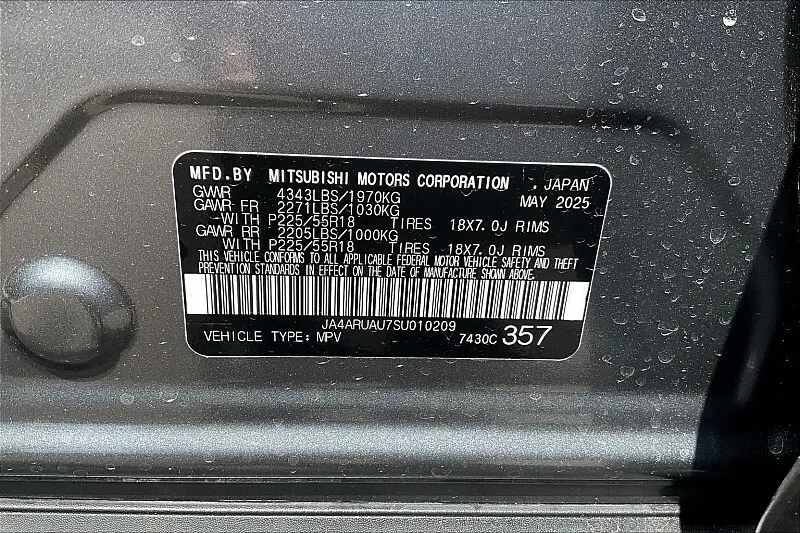 MFD.BY MITSUBISHI MOTORS CORPORATION , JAPAN
GVWR 4343LBS/1970KG MAY 2025
GAWR FR 2271LBS/1030KG
-WITH P225/55R18 TIRES 18X7.0J RIMS
GAWR RR 2205LBS/1000KG
WITH P225/55R18 TIRES 18X7.0J RIMS
THIS VEHICLE CONFORMS TO ALL APPLICABLE FEDERAL MOTOR VEHICLE SAFETY AND THEFT
PREVENTION STANDARDS IN EFFECT ON THE DATE OF MANUFACTURE SHOWN ABOVE.
JA4ARUAU7SU010209
VEHICLE TYPE: MPV 7430C 357